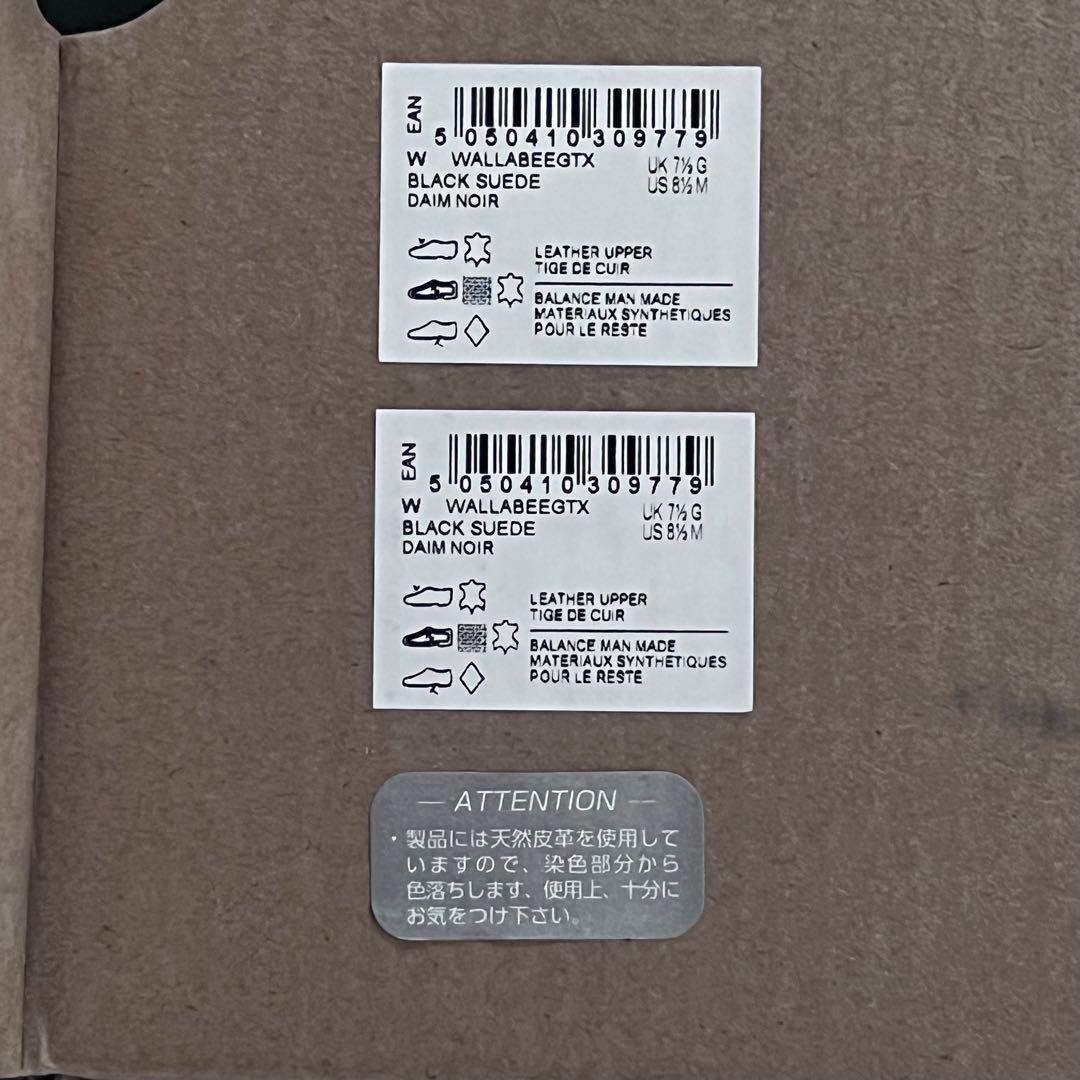 EAN
5 050410 309779
W WALLABEEGTX UK 7½ G
BLACK SUEDE US 8½ M
DAIM NOIR
LEATHER UPPER
TIGE DE CUIR
BALANCE MAN MADE
MATERIAUX SYNTHETIQUES
POUR LE RESTE
EAN
5 050410 309779
W WALLABEEGTX UK 7½ G
BLACK SUEDE US 8½ M
DAIM NOIR
LEATHER UPPER
TIGE DE CUIR
BALANCE MAN MADE
MATERIAUX SYNTHETIQUES
POUR LE RESTE
— ATTENTION —
・製品には天然皮革を使用して
いますので、染色部分から
色落ちします、使用上、十分に
お気をつけ下さい。